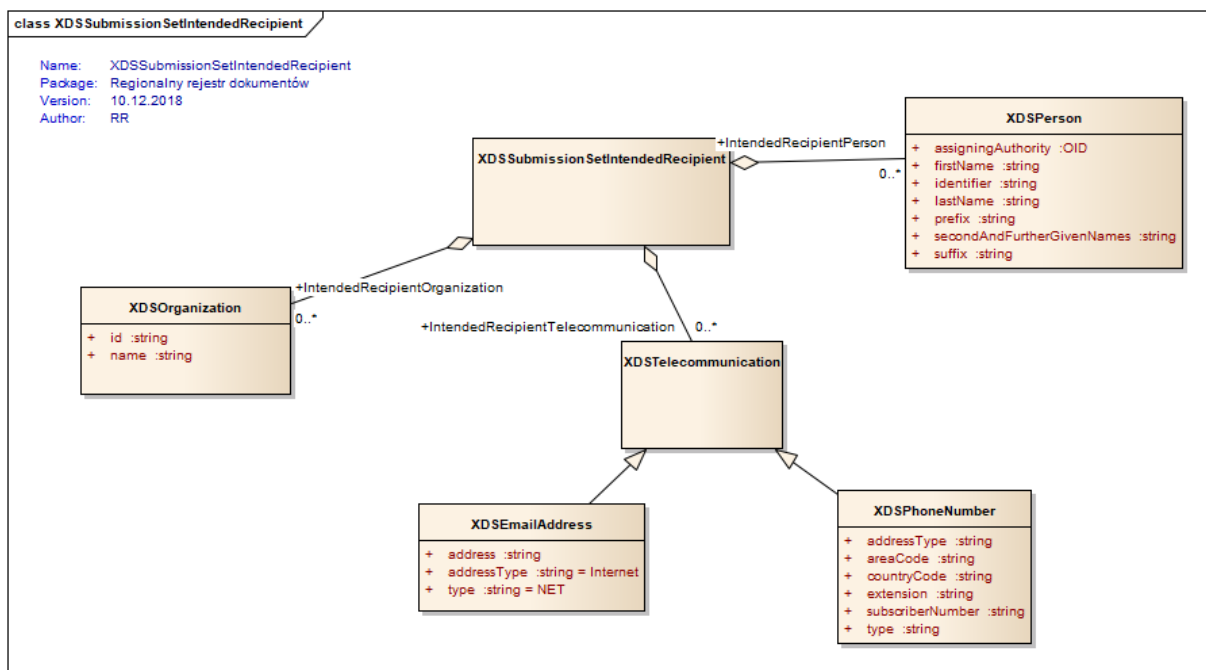 class XDSSubmissionSetIntendedRecipient
Name: XDSSubmissionSetIntendedRecipient
Package: Regionalny rejestr dokumentów
Version: 10.12.2018
Author: RR
XDSSubmissionSetIntendedRecipient
+IntendedRecipientPerson
0..*
XDSPerson
+ assigningAuthority :OID
+ firstName :string
+ identifier :string
+ lastName :string
+ prefix :string
+ secondAndFurtherGivenNames :string
+ suffix :string
+IntendedRecipientOrganization
0..*
XDSOrganization
+ id :string
+ name :string
+IntendedRecipientTelecommunication
0..*
XDSTelecommunication
XDSEmailAddress
+ address :string
+ addressType :string = Internet
+ type :string = NET
XDSPhoneNumber
+ addressType :string
+ areaCode :string
+ countryCode :string
+ extension :string
+ subscriberNumber :string
+ type :string